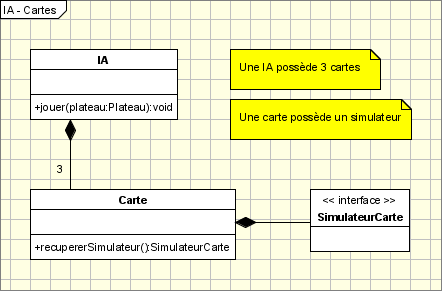 IA - Cartes
IA
+jouer(plateau:Plateau):void
Une IA possède 3 cartes
Une carte possède un simulateur
3
Carte
+recupererSimulateur():SimulateurCarte
<< interface >>
SimulateurCarte